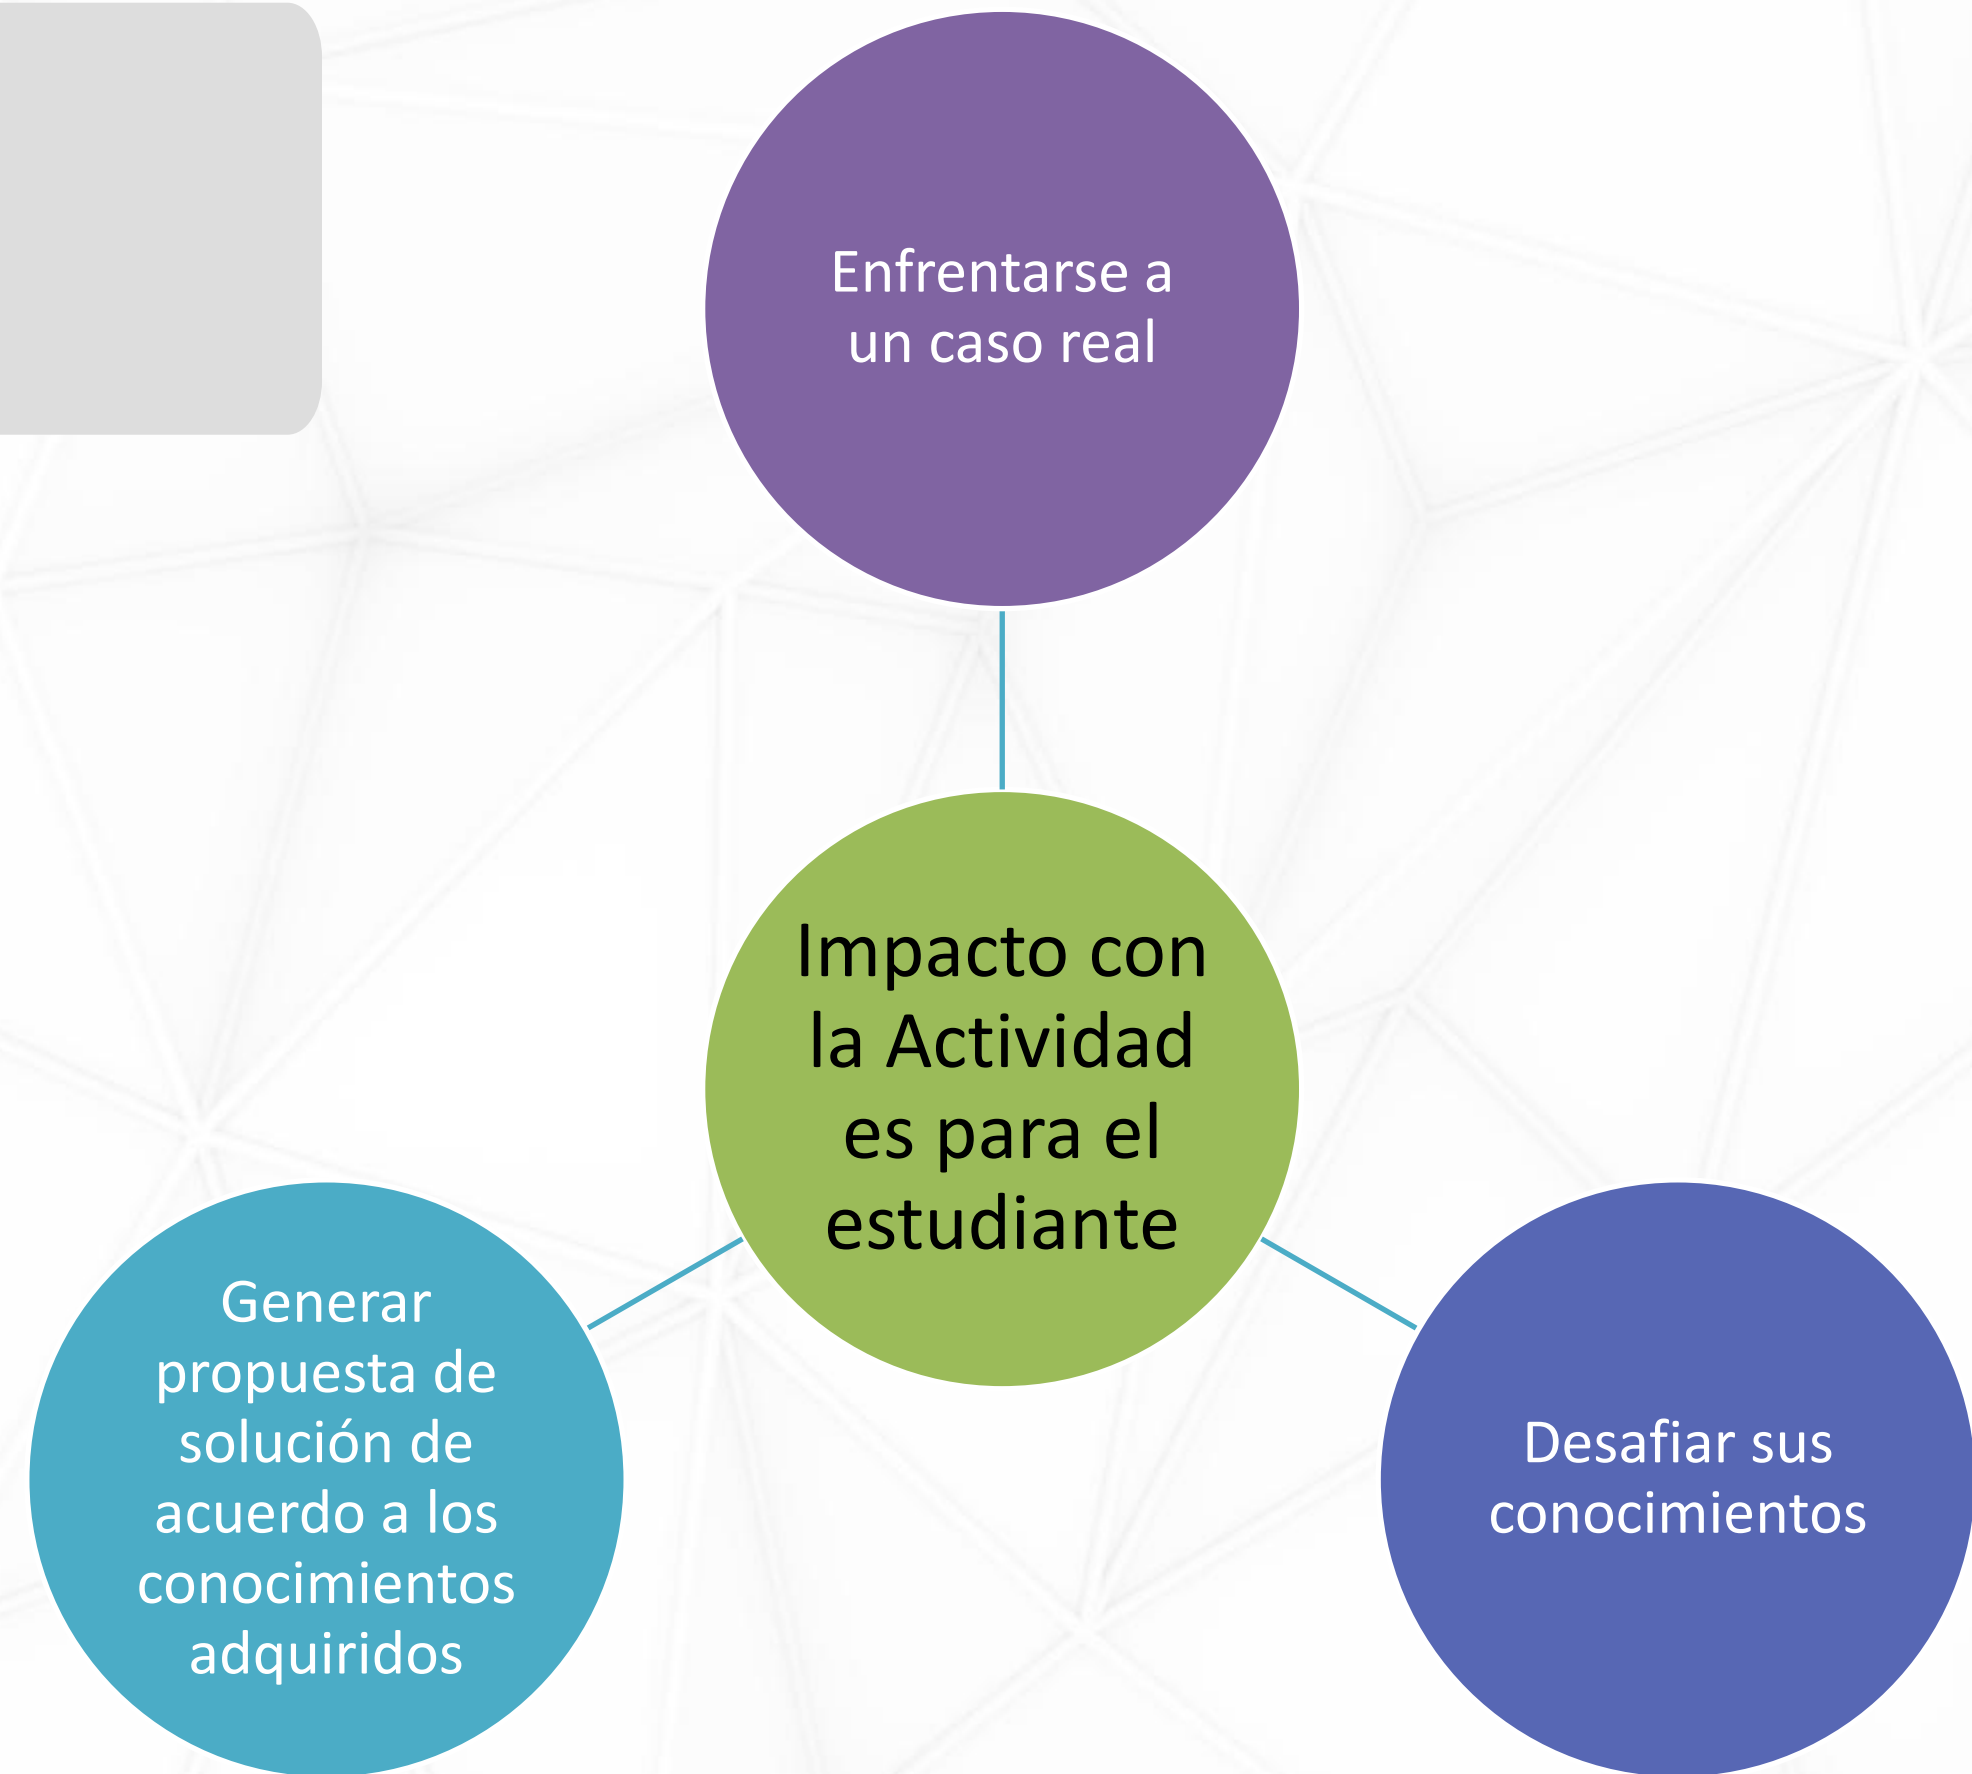 Enfrentarse a
un caso real
Impacto con
la Actividad
es para el
estudiante
Generar
propuesta de
solución de
acuerdo a los
conocimientos
adquiridos
Desafiar sus
conocimientos